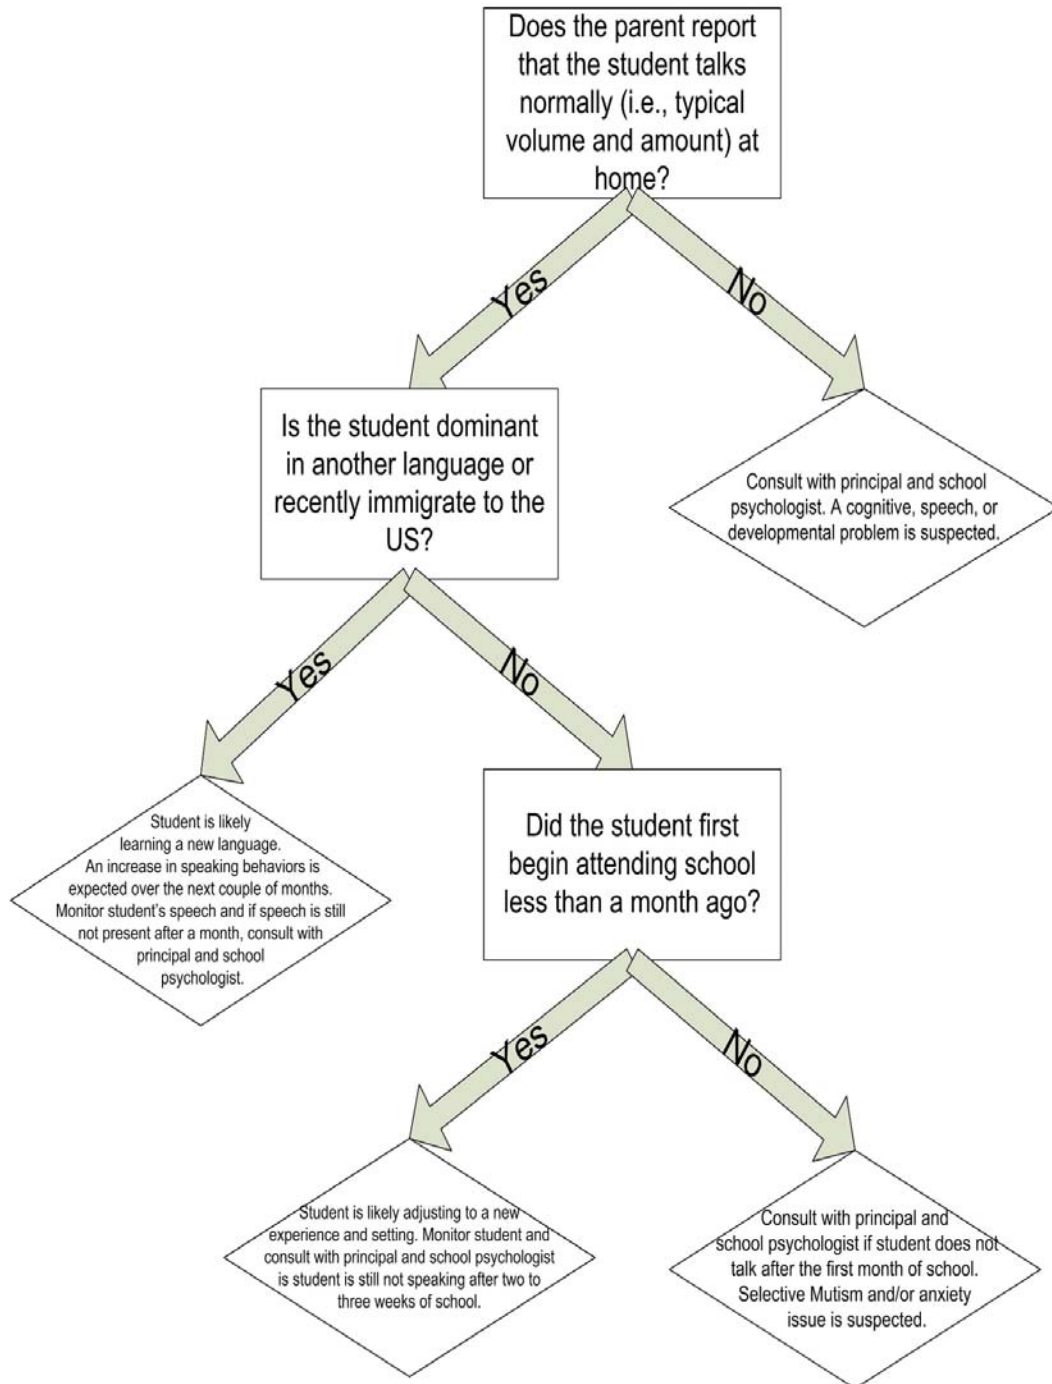 Does the parent report
that the student talks
normally (i.e., typical
volume and amount) at
home?
Yes
No
Is the student dominant
in another language or
recently immigrate to the
US?
Consult with principal and school
psychologist. A cognitive, speech, or
developmental problem is suspected.
Yes
No
Student is likely
learning a new language.
An increase in speaking behaviors is
expected over the next couple of months.
Monitor student's speech and if speech is still
not present after a month, consult with
principal and school
psychologist.
Did the student first
begin attending school
less than a month ago?
Yes
No
Student is likely adjusting to a new
experience and setting. Monitor student and
consult with principal and school psychologist
is student is still not speaking after two to
three weeks of school.
Consult with principal and
school psychologist if student does not
talk after the first month of school.
Selective Mutism and/or anxiety
issue is suspected.